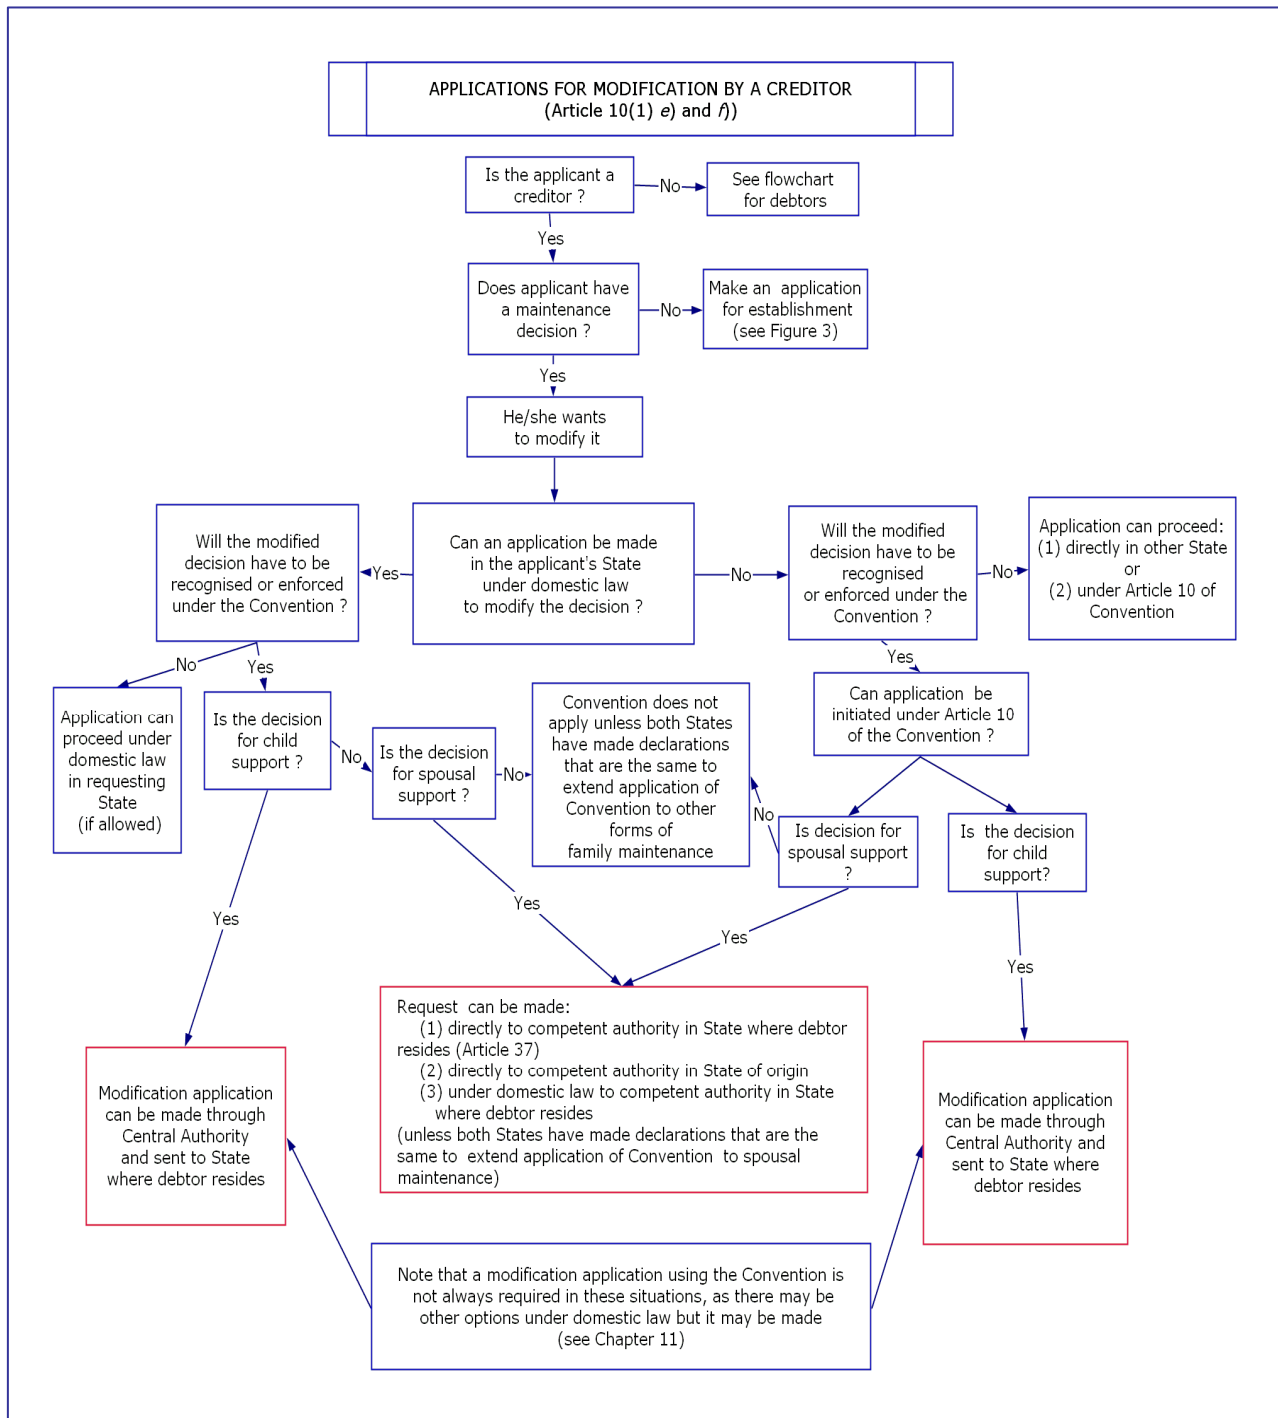 APPLICATIONS FOR MODIFICATION BY A CREDITOR
(Article 10(1) e) and f))
Is the applicant a
creditor ?
No
See flowchart
for debtors
Yes
Does applicant have
a maintenance
decision ?
No
Make an application
for establishment
(see Figure 3)
Yes
He/she wants
to modify it
Will the modified
decision have to be
recognised or enforced
under the Convention ?
Yes
Can an application be made
in the applicant's State
under domestic law
to modify the decision ?
No
Will the modified
decision have to be
recognised
or enforced under the
Convention ?
No
Application can proceed:
(1) directly in other State
or
(2) under Article 10 of
Convention
No
Yes
Yes
Application can
proceed under
domestic law
in requesting
State
(if allowed)
Is the decision
for child
support ?
No
Is the decision
for spousal
support ?
No
Convention does not
apply unless both States
have made declarations
that are the same to
extend application of
Convention to other
forms of
family maintenance
Can application be
initiated under Article 10
of the Convention ?
No
Is decision for
spousal support
?
Is the decision
for child
support?
Yes
Yes
Yes
Yes
Modification application
can be made through
Central Authority
and sent to State
where debtor resides
Request can be made:
(1) directly to competent authority in State where debtor
resides (Article 37)
(2) directly to competent authority in State of origin
(3) under domestic law to competent authority in State
where debtor resides
(unless both States have made declarations that are the
same to extend application of Convention to spousal
maintenance)
Modification application
can be made through
Central Authority and
sent to State where
debtor resides
Note that a modification application using the Convention is
not always required in these situations, as there may be
other options under domestic law but it may be made
(see Chapter 11)